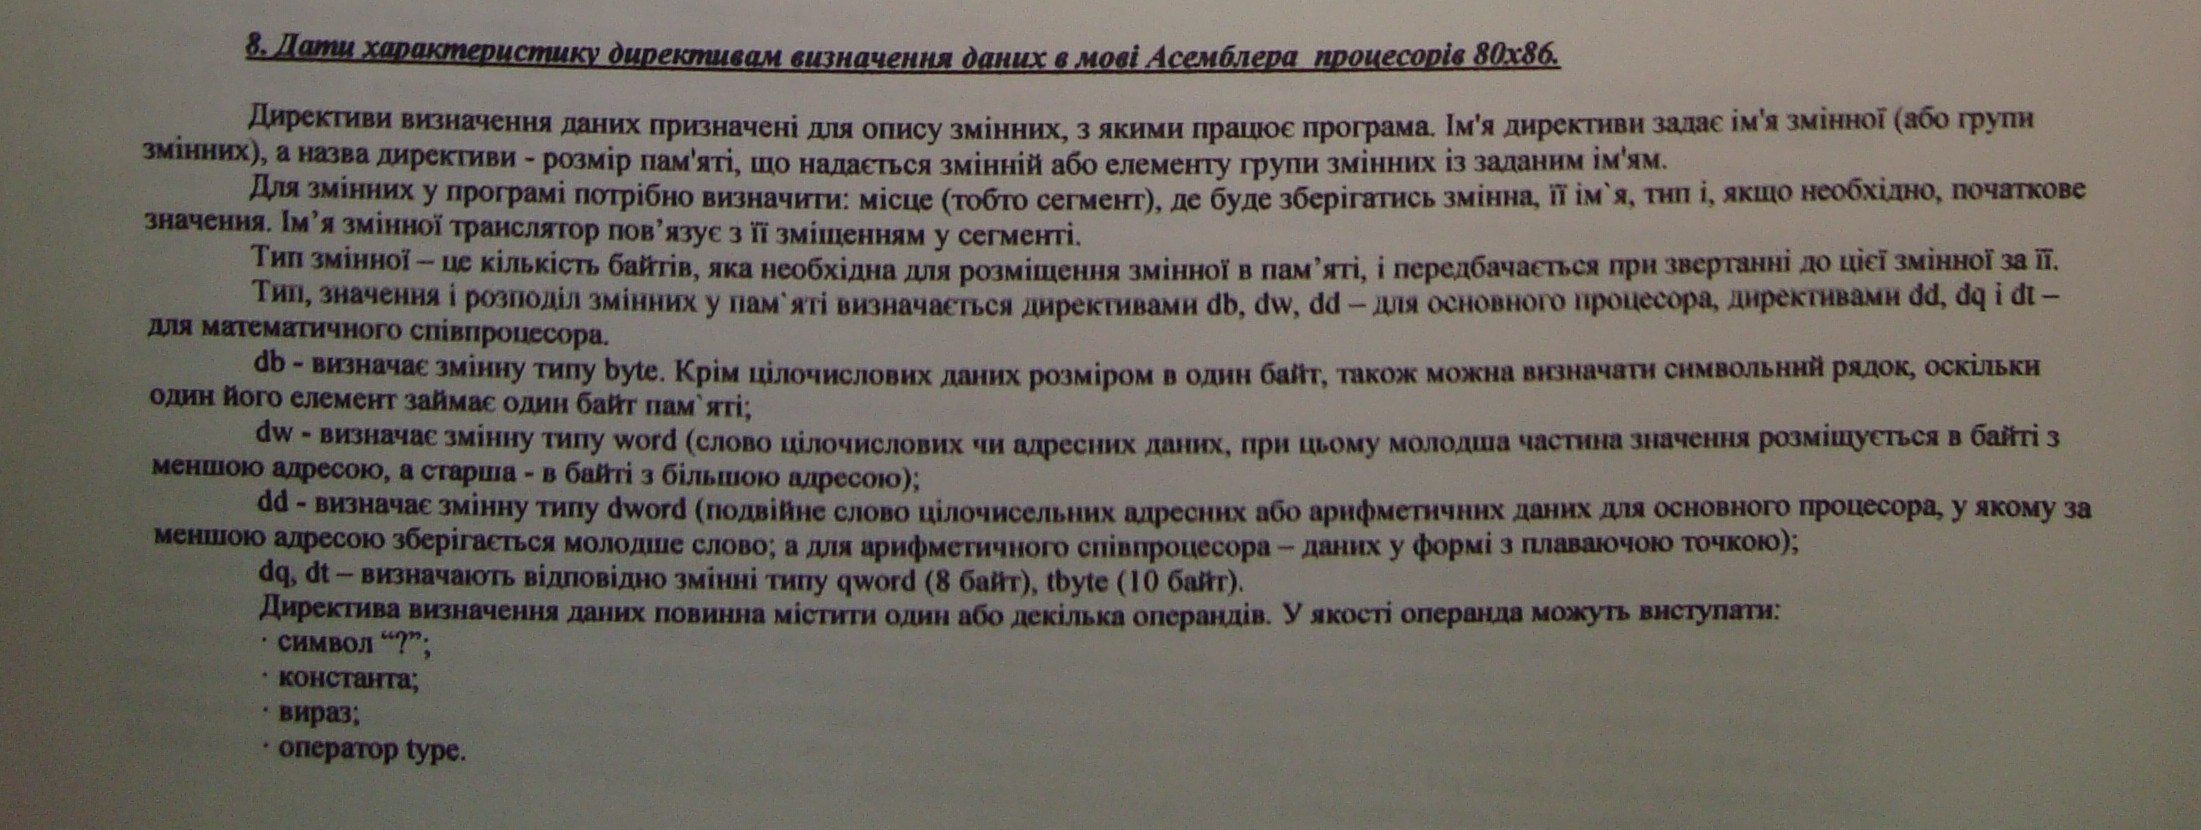 8. Дати характеристику директивам визначення даних в мові Асемблера процесорів 80х86.
Директиви визначення даних призначені для опису змінних, з якими працює програма. Ім'я директиви задає ім'я змінної (або групи
змінних), а назва директиви - розмір пам'яті, що надається змінній або елементу групи змінних із заданим ім'ям.
Для змінних у програмі потрібно визначити: місце (тобто сегмент), де буде зберігатись змінна, її ім`я, тип і, якщо необхідно, початкове
значення. Ім’я змінної транслятор пов’язує з її зміщенням у сегменті.
Тип змінної – це кількість байтів, яка необхідна для розміщення змінної в пам’яті, і передбачається при звертанні до цієї змінної за її.
Тип, значення і розподіл змінних у пам`яті визначається директивами db, dw, dd – для основного процесора, директивами dd, dq і dt –
для математичного співпроцесора.
db - визначає змінну типу byte. Крім цілочислових даних розміром в один байт, також можна визначати символьний рядок, оскільки
один його елемент займає один байт пам`яті;
dw - визначає змінну типу word (слово цілочислових чи адресних даних, при цьому молодша частина значення розміщується в байті з
меншою адресою, а старша - в байті з більшою адресою);
dd - визначає змінну типу dword (подвійне слово цілочисельних адресних або арифметичних даних для основного процесора, у якому за
меншою адресою зберігається молодше слово; а для арифметичного співпроцесора – даних у формі з плаваючою точкою);
dq, dt – визначають відповідно змінні типу qword (8 байт), tbyte (10 байт).
Директива визначення даних повинна містити один або декілька операндів. У якості операнда можуть виступати:
· символ “?”;
· константа;
· вираз;
· оператор type.